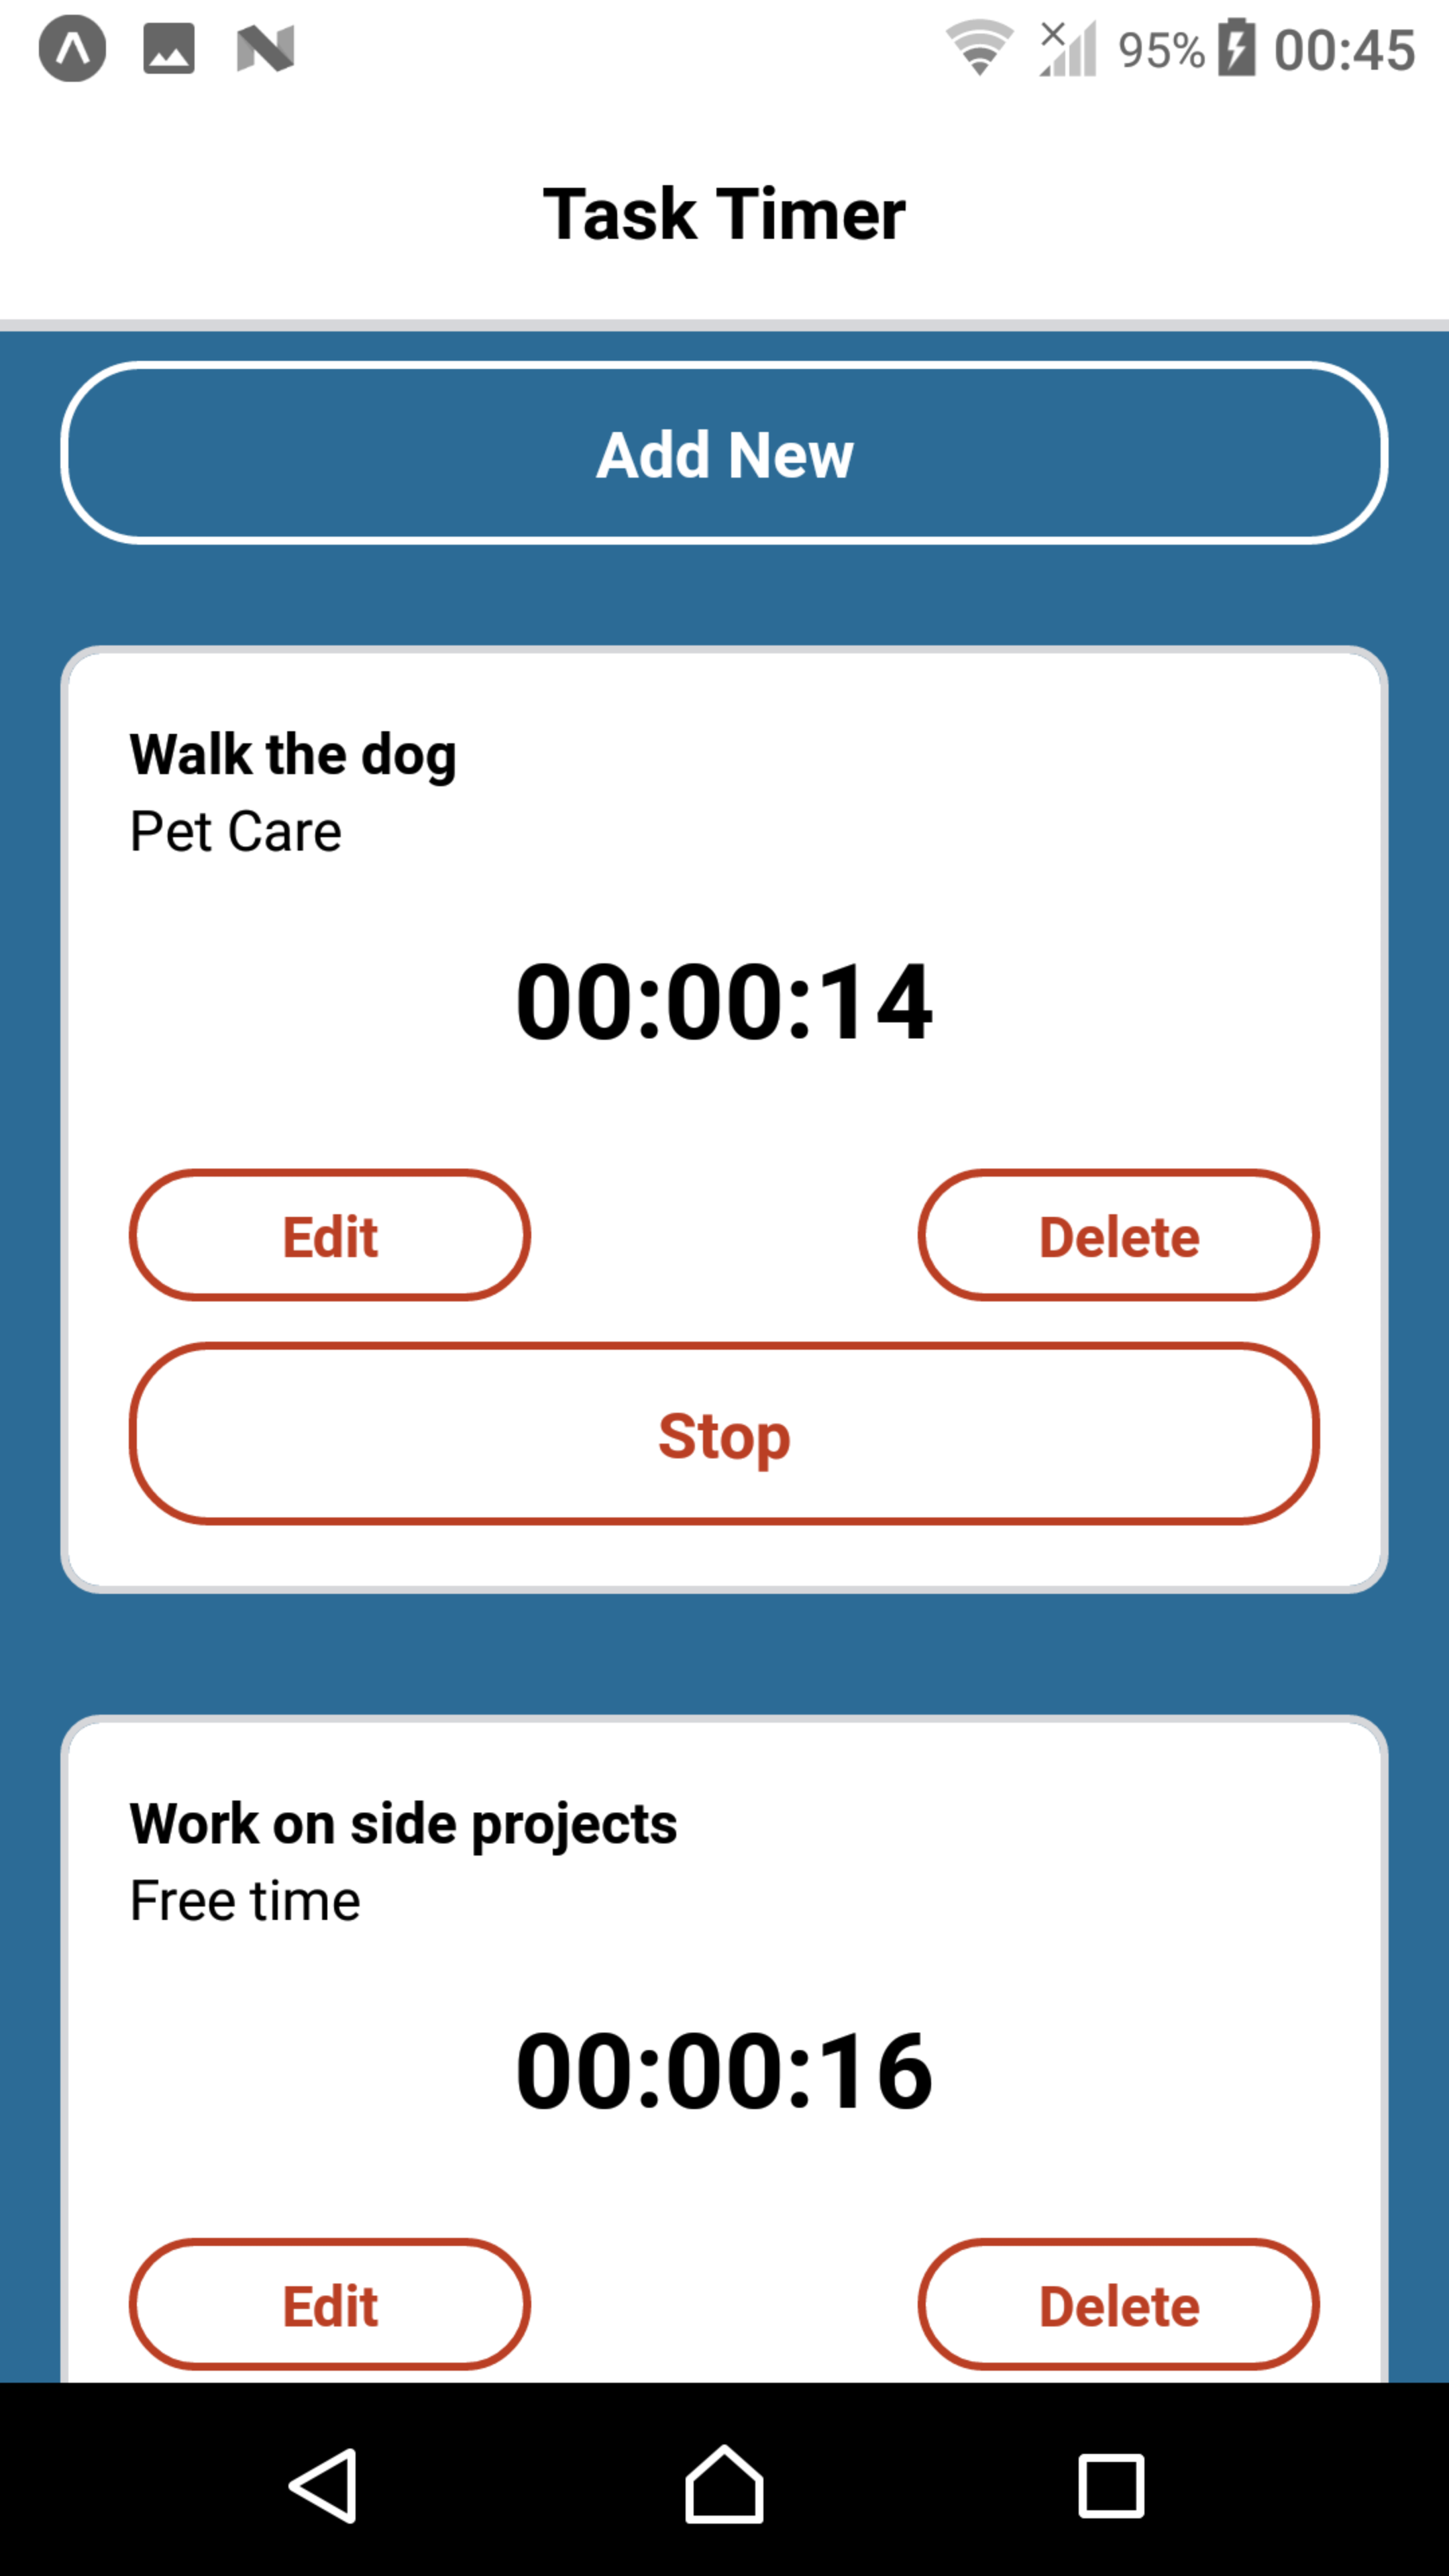 95% 00:45
Task Timer
Add New
Walk the dog
Pet Care
00:00:14
Edit Delete
Stop
Work on side projects
Free time
00:00:16
Edit Delete